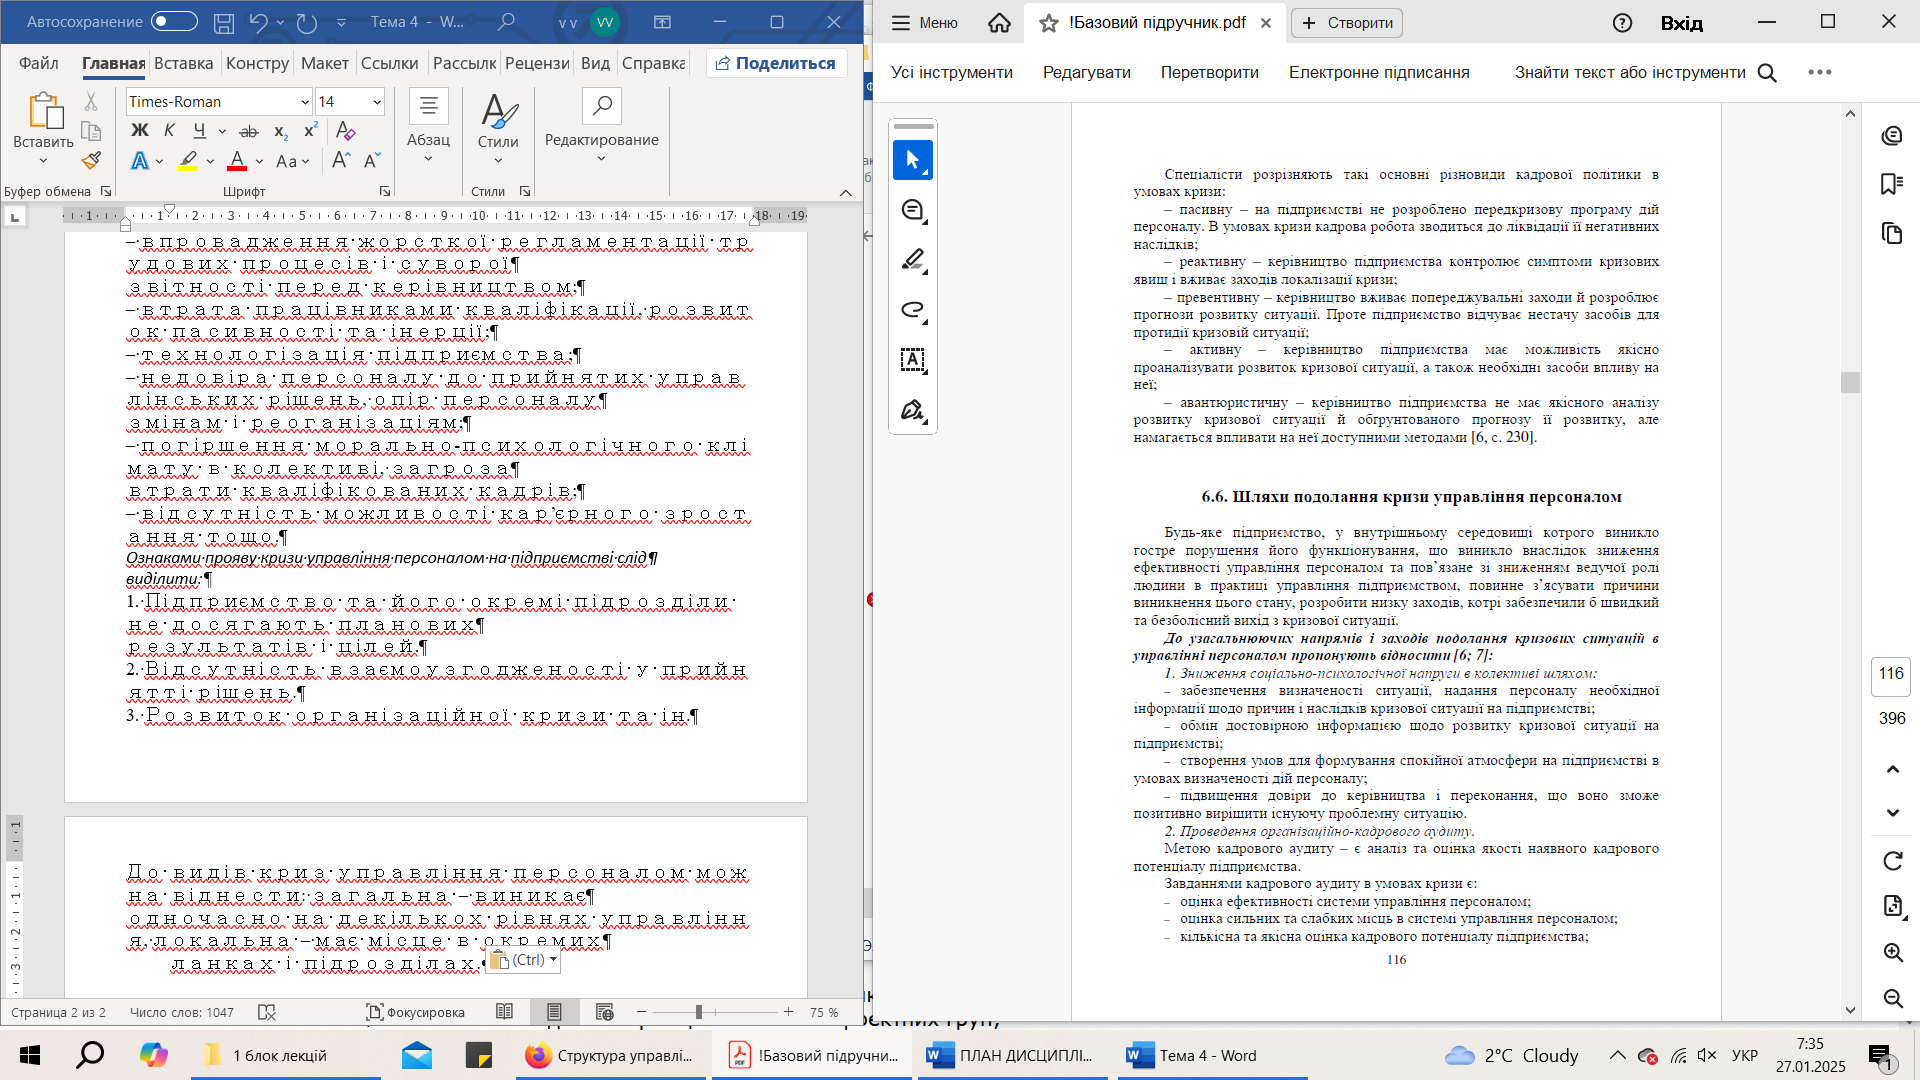 Автосохранение
Тема 4 - W...
v v
VV
Файл
Главная
Вставка
Констру
Макет
Ссылки
Рассылк
Рецензи
Вид
Справка
Поделиться
Вставить
Буфер обмена
Times-Roman
14
Ж К Ч ab x₂ x²
Aa
Шрифт
Абзац
Стили
Стили
Редактирование
– впровадження жорсткої регламентації тр
удових процесів і суворої¶
звітності перед керівництвом;¶
– втрата працівниками кваліфікації, розвит
ок пасивності та інерції;¶
– технологізація підприємства;¶
– недовіра персоналу до прийнятих управ
лінських рішень, опір персоналу¶
змінам і реоганізаціям;¶
– погіршення морально-психологічного клі
мату в колективі, загроза¶
втрати кваліфікованих кадрів;¶
– відсутність можливості кар’єрного зрост
ання тощо.¶
Ознаками прояву кризи управління персоналом на підприємстві слід¶
виділити:¶
1. Підприємство та його окремі підрозділи
не досягають планових¶
результатів і цілей.¶
2. Відсутність взаємоузгодженості у прийн
ятті рішень.¶
3. Розвиток організаційної кризи та ін.¶
До видів криз управління персоналом мож
на віднести: загальна – виникає¶
одночасно на декількох рівнях управлінн
я, локальна – має місце в окремих¶
ланках і підрозділах.
(Ctrl)
Страница 2 из 2
Число слов: 1047
Фокусировка
75 %
Меню
!Базовий підручник.pdf
Створити
Вхід
Усі інструменти
Редагувати
Перетворити
Електронне підписання
Знайти текст або інструменти
Спеціалісти розрізняють такі основні різновиди кадрової політики в
умовах кризи:
– пасивну – на підприємстві не розроблено передкризову програму дій
персоналу. В умовах кризи кадрова робота зводиться до ліквідації її негативних
наслідків;
– реактивну – керівництво підприємства контролює симптоми кризових
явищ і вживає заходів локалізації кризи;
– превентивну – керівництво вживає попереджувальні заходи й розроблює
прогнози розвитку ситуації. Проте підприємство відчуває нестачу засобів для
протидії кризовій ситуації;
– активну – керівництво підприємства має можливість якісно
проаналізувати розвиток кризової ситуації, а також необхідні засоби впливу на
неї;
– авантюристичну – керівництво підприємства не має якісного аналізу
розвитку кризової ситуації й обґрунтованого прогнозу її розвитку, але
намагається впливати на неї доступними методами [6, с. 230].
6.6. Шляхи подолання кризи управління персоналом
Будь-яке підприємство, у внутрішньому середовищі котрого виникло
гостре порушення його функціонування, що виникло внаслідок зниження
ефективності управління персоналом та пов’язане зі зниженням ведучої ролі
людини в практиці управління підприємством, повинне з’ясувати причини
виникнення цього стану, розробити низку заходів, котрі забезпечили б швидкий
та безболісний вихід з кризової ситуації.
До узагальнюючих напрямів і заходів подолання кризових ситуацій в
управлінні персоналом пропонують відносити [6; 7]:
1. Зниження соціально-психологічної напруги в колективі шляхом:
– забезпечення визначеності ситуації, надання персоналу необхідної
інформації щодо причин і наслідків кризової ситуації на підприємстві;
– обмін достовірною інформацією щодо розвитку кризової ситуації на
підприємстві;
– створення умов для формування спокійної атмосфери на підприємстві в
умовах визначеності дій персоналу;
– підвищення довіри до керівництва і переконання, що воно зможе
позитивно вирішити існуючу проблемну ситуацію.
2. Проведення організаційно-кадрового аудиту.
Метою кадрового аудиту – є аналіз та оцінка якості наявного кадрового
потенціалу підприємства.
Завданнями кадрового аудиту в умовах кризи є:
– оцінка ефективності системи управління персоналом;
– оцінка сильних та слабких місць в системі управління персоналом;
– кількісна та якісна оцінка кадрового потенціалу підприємства;
116
116
396
1 блок лекцій
Структура управлі...
!Базовий підручни...
ПЛАН ДИСЦИПЛІ...
Тема 4 - Word
2°C Cloudy
УКР
7:35
27.01.2025
1